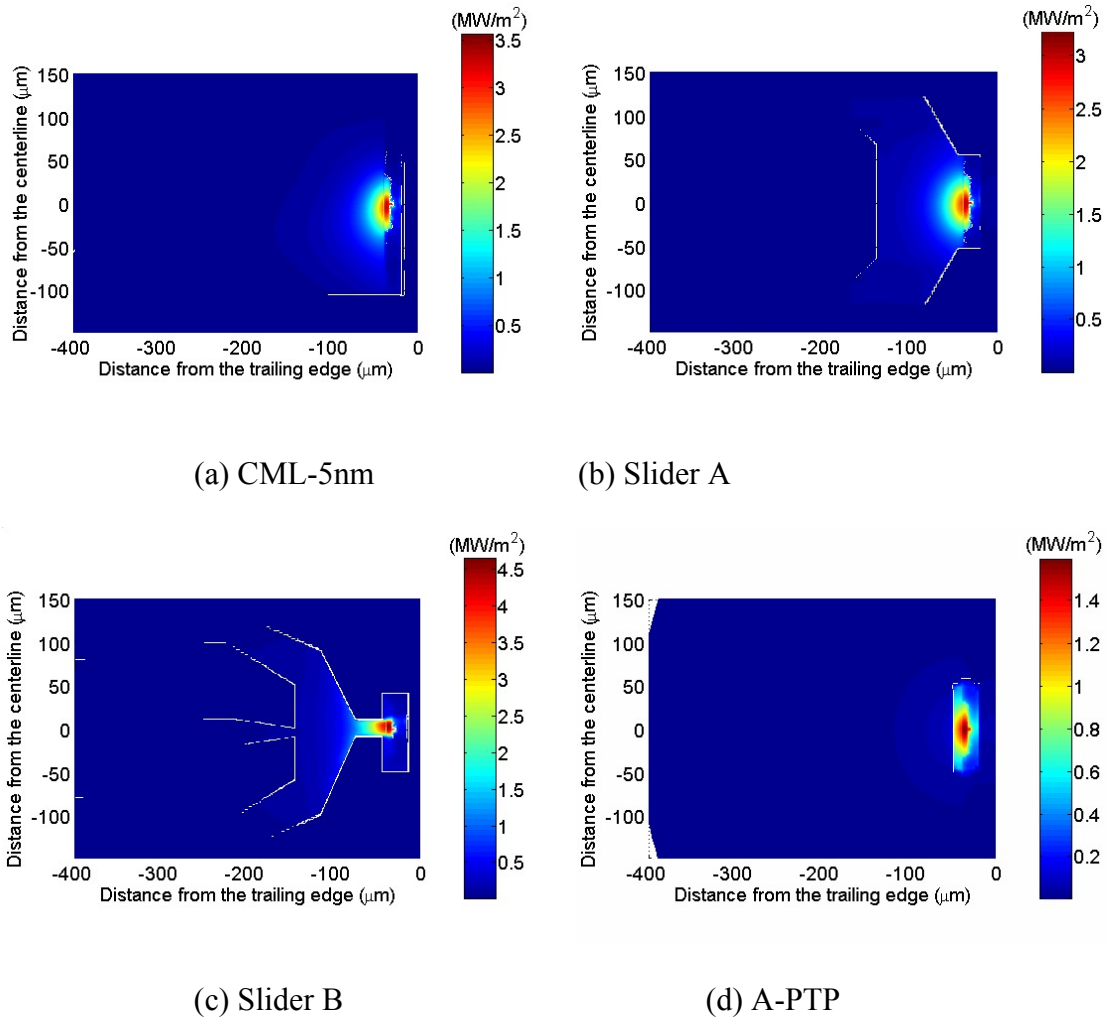 (MW/m²)
3.5
3
2.5
2
1.5
1
0.5
150
100
50
0
-50
-100
Distance from the centerline (μm)
-400 -300 -200 -100 0
Distance from the trailing edge (μm)
(a) CML-5nm
(MW/m²)
3
2.5
2
1.5
1
0.5
150
100
50
0
-50
-100
Distance from the centerline (μm)
-400 -300 -200 -100 0
Distance from the trailing edge (μm)
(b) Slider A
(MW/m²)
4.5
4
3.5
3
2.5
2
1.5
1
0.5
150
100
50
0
-50
-100
Distance from the centerline (μm)
-400 -300 -200 -100 0
Distance from the trailing edge (μm)
(c) Slider B
(MW/m²)
1.4
1.2
1
0.8
0.6
0.4
0.2
150
100
50
0
-50
-100
Distance from the centerline (μm)
-400 -300 -200 -100 0
Distance from the trailing edge (μm)
(d) A-PTP